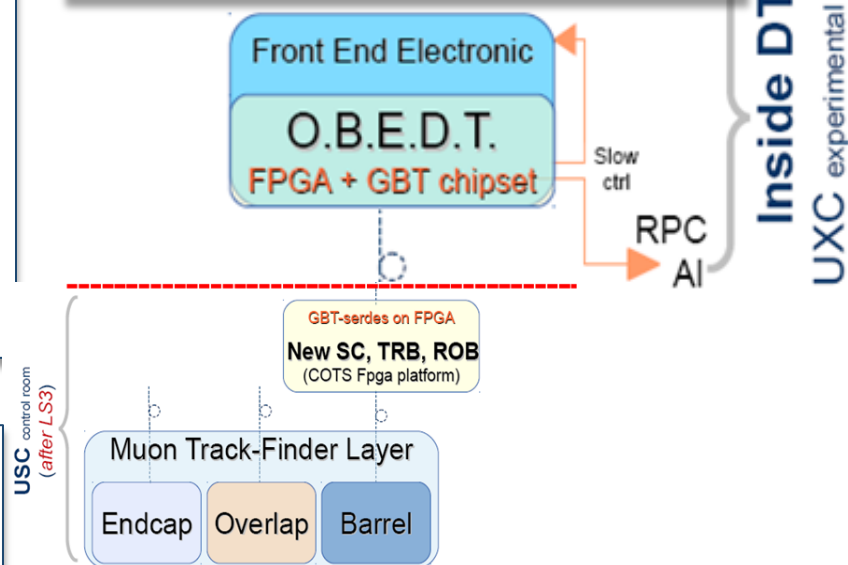 Front End Electronic
O.B.E.D.T.
FPGA + GBT chipset
Slow
ctrl
RPC
AI
Inside DT
UXC experimental
GBT-serdes on FPGA
New SC, TRB, ROB
(COTS Fpga platform)
USC control room
(after LS3)
Muon Track-Finder Layer
Endcap
Overlap
Barrel